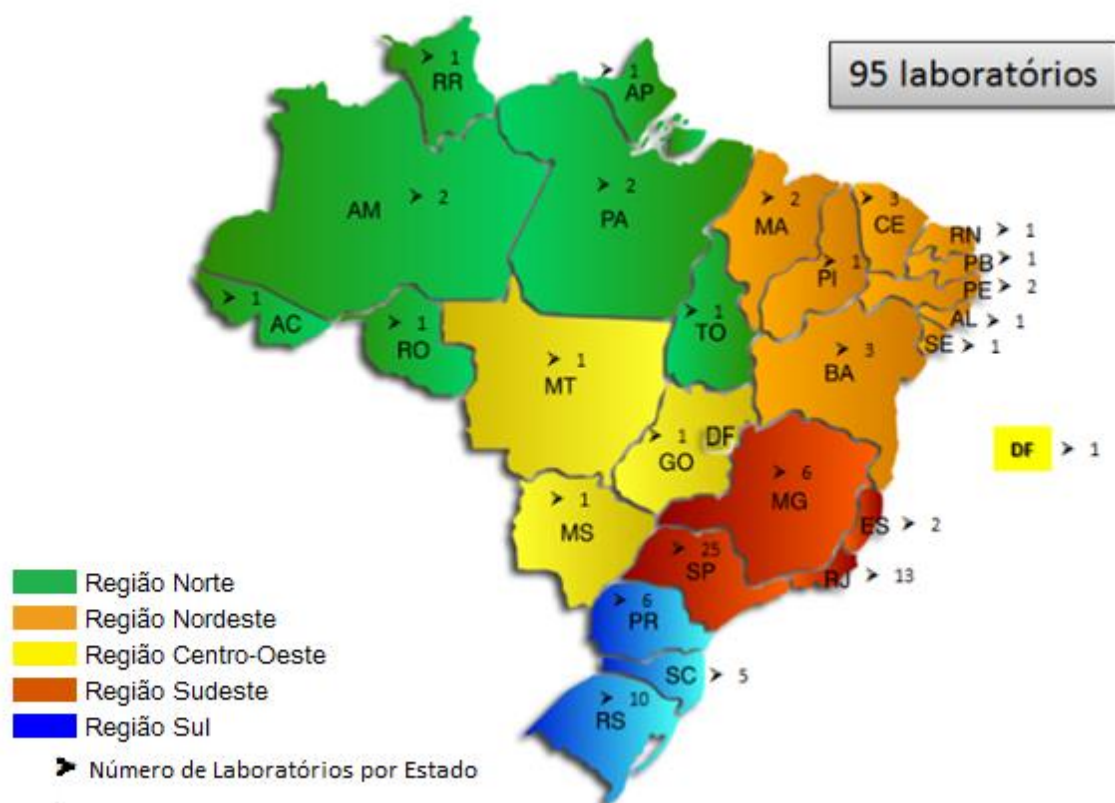 ➤ 1
RR
➤ 1
AP
95 laboratórios
AM ➤ 2
➤ 2
PA
➤ 2
MA
➤ 3
CE
RN ➤ 1
PB ➤ 1
PE ➤ 2
AL ➤ 1
SE ➤ 1
➤ 1
PI
➤ 1
AC
➤ 1
RO
➤ 1
TO
➤ 3
BA
➤ 1
MT
➤ 1
GO
DF
DF ➤ 1
➤ 6
MG
➤ 1
MS
ES ➤ 2
➤ 25
SP
RJ ➤ 13
➤ 6
PR
SC ➤ 5
➤ 10
RS
Região Norte
Região Nordeste
Região Centro-Oeste
Região Sudeste
Região Sul
➤ Número de Laboratórios por Estado